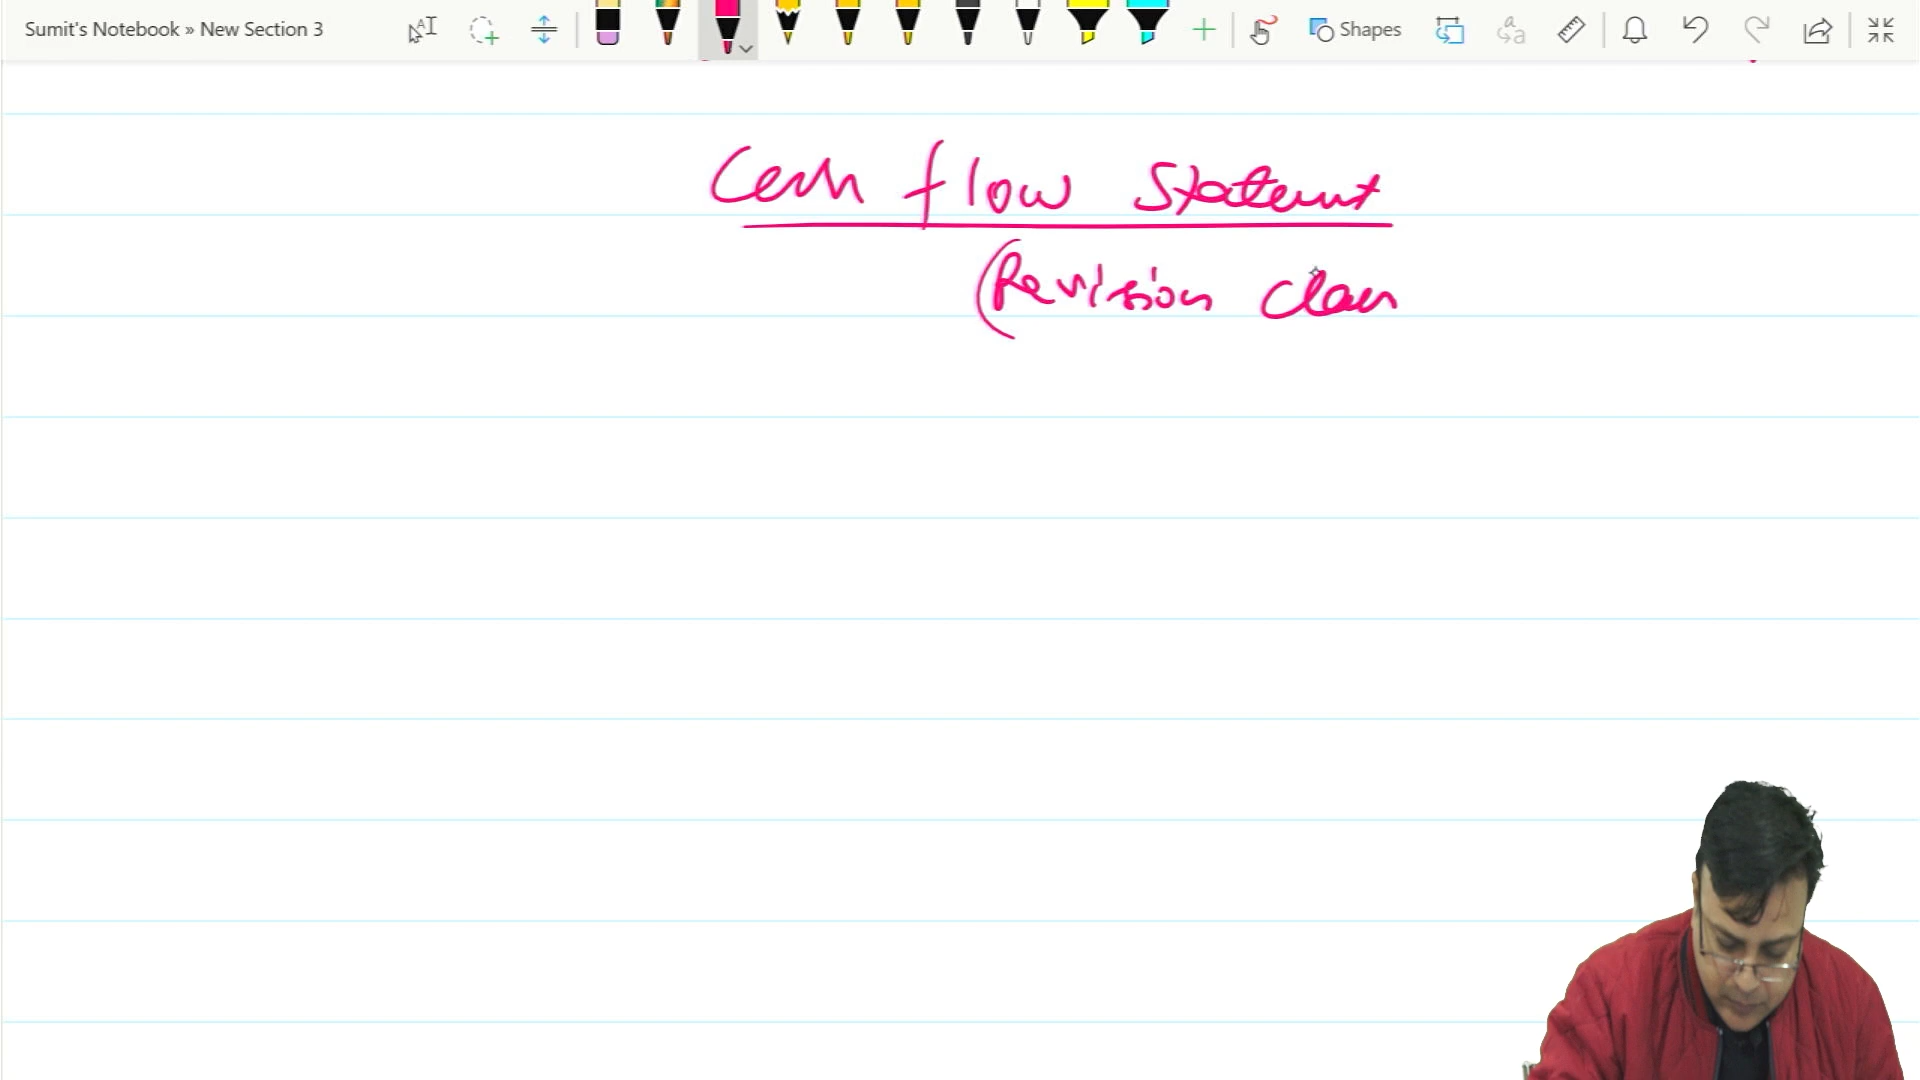 Sumit's Notebook » New Section 3
Shapes
Cash flow Statement
(Revision Class